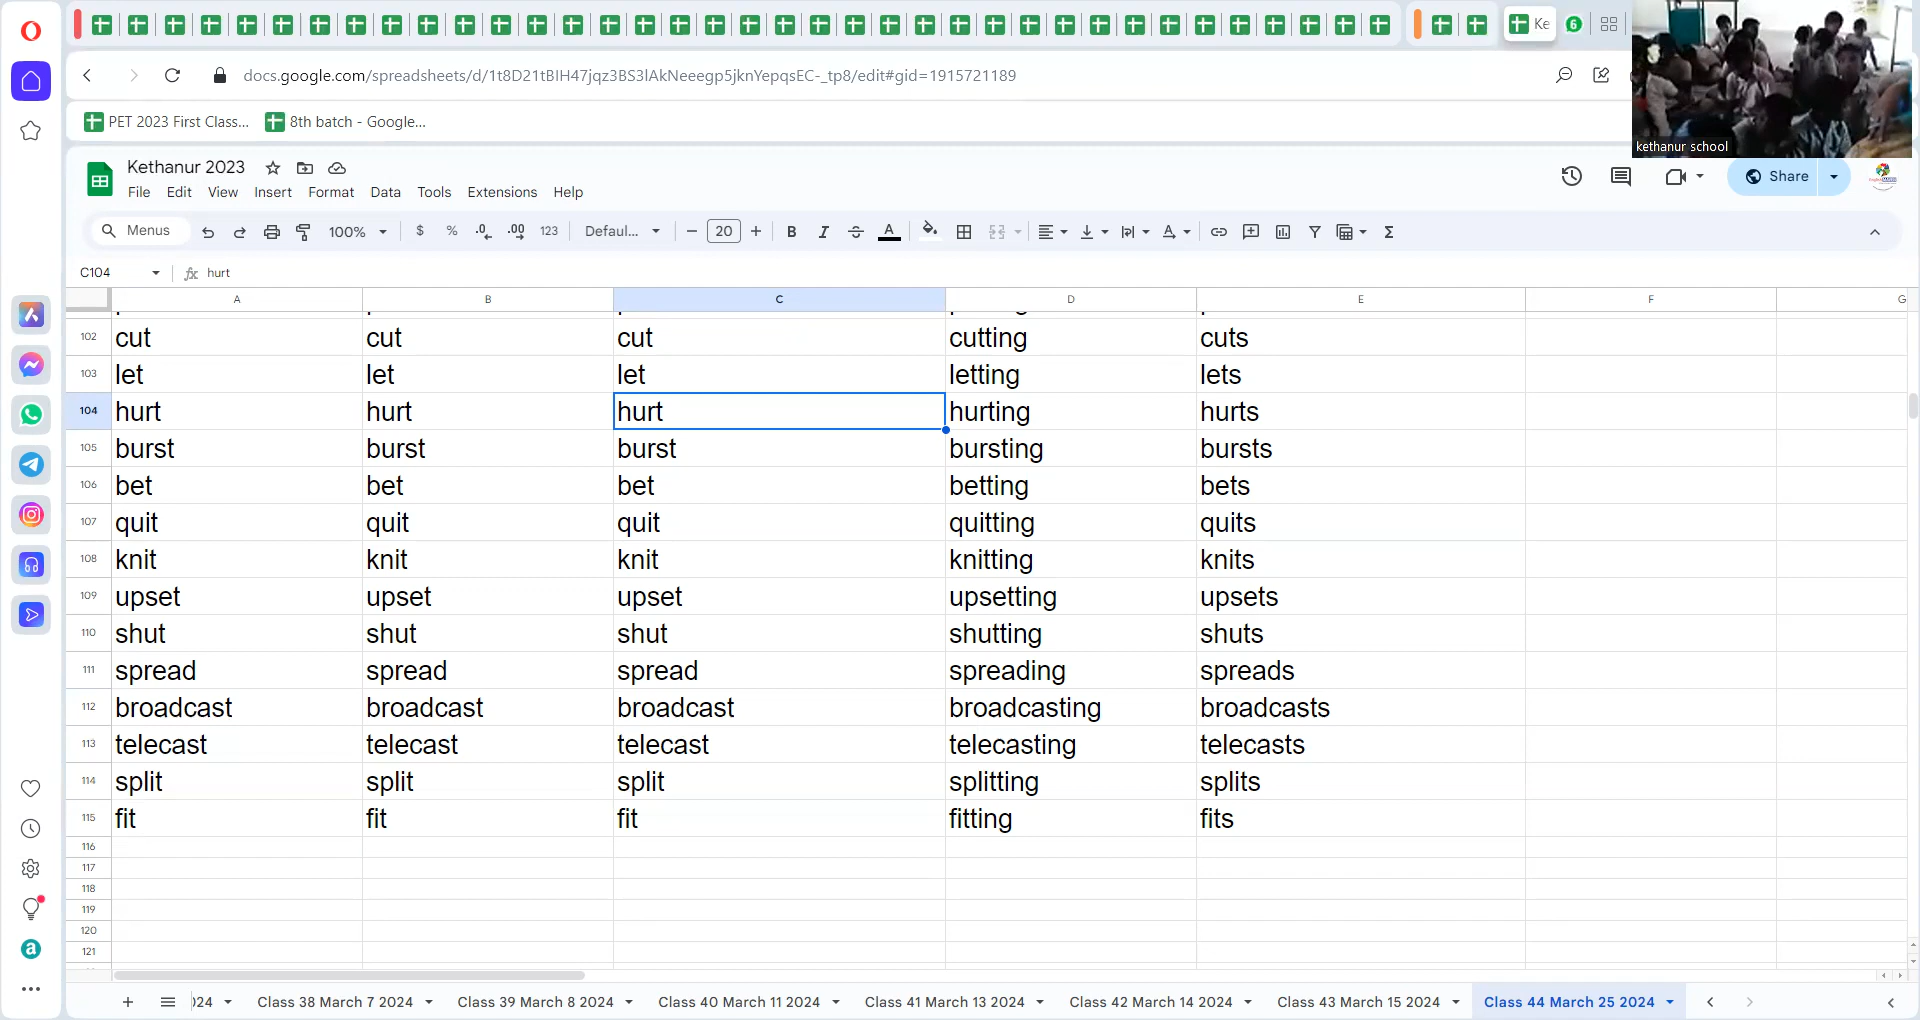 Ke
6
docs.google.com/spreadsheets/d/1t8D21tBIH47jqz3BS3lAkNeeegp5jknYepqsEC-_tp8/edit#gid=1915721189
PET 2023 First Class... 8th batch - Google...
kethanur school
Kethanur 2023
File Edit View Insert Format Data Tools Extensions Help
Share
Menus 100% $ % .0 .00 123 Defaul... 20 B I S A Σ
C104 fx hurt
A B C D E F G
102 cut cut cut cutting cuts
103 let let let letting lets
104 hurt hurt hurt hurting hurts
105 burst burst burst bursting bursts
106 bet bet bet betting bets
107 quit quit quit quitting quits
108 knit knit knit knitting knits
109 upset upset upset upsetting upsets
110 shut shut shut shutting shuts
111 spread spread spread spreading spreads
112 broadcast broadcast broadcast broadcasting broadcasts
113 telecast telecast telecast telecasting telecasts
114 split split split splitting splits
115 fit fit fit fitting fits
116
117
118
119
120
121
024 Class 38 March 7 2024 Class 39 March 8 2024 Class 40 March 11 2024 Class 41 March 13 2024 Class 42 March 14 2024 Class 43 March 15 2024 Class 44 March 25 2024